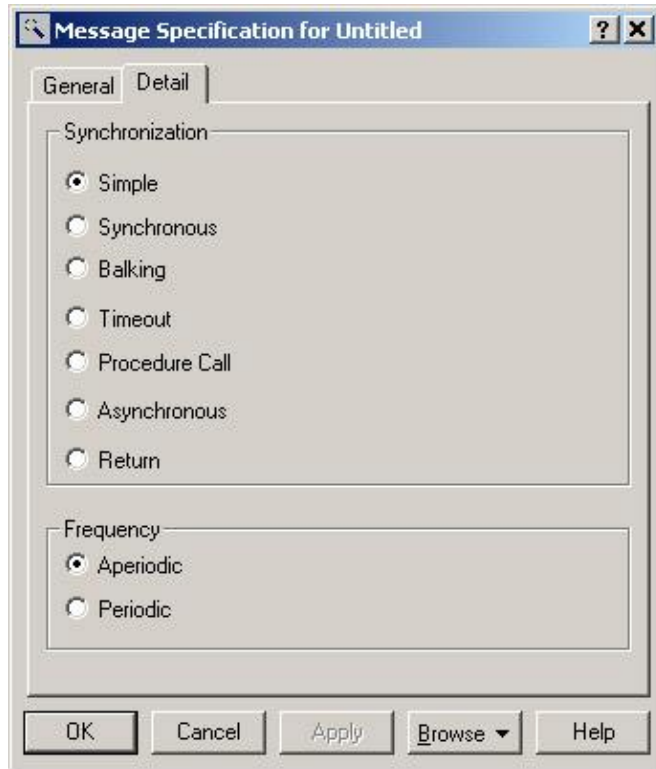 Message Specification for Untitled
General Detail
Synchronization
Simple
Synchronous
Balking
Timeout
Procedure Call
Asynchronous
Return
Frequency
Aperiodic
Periodic
OK Cancel Apply Browse Help